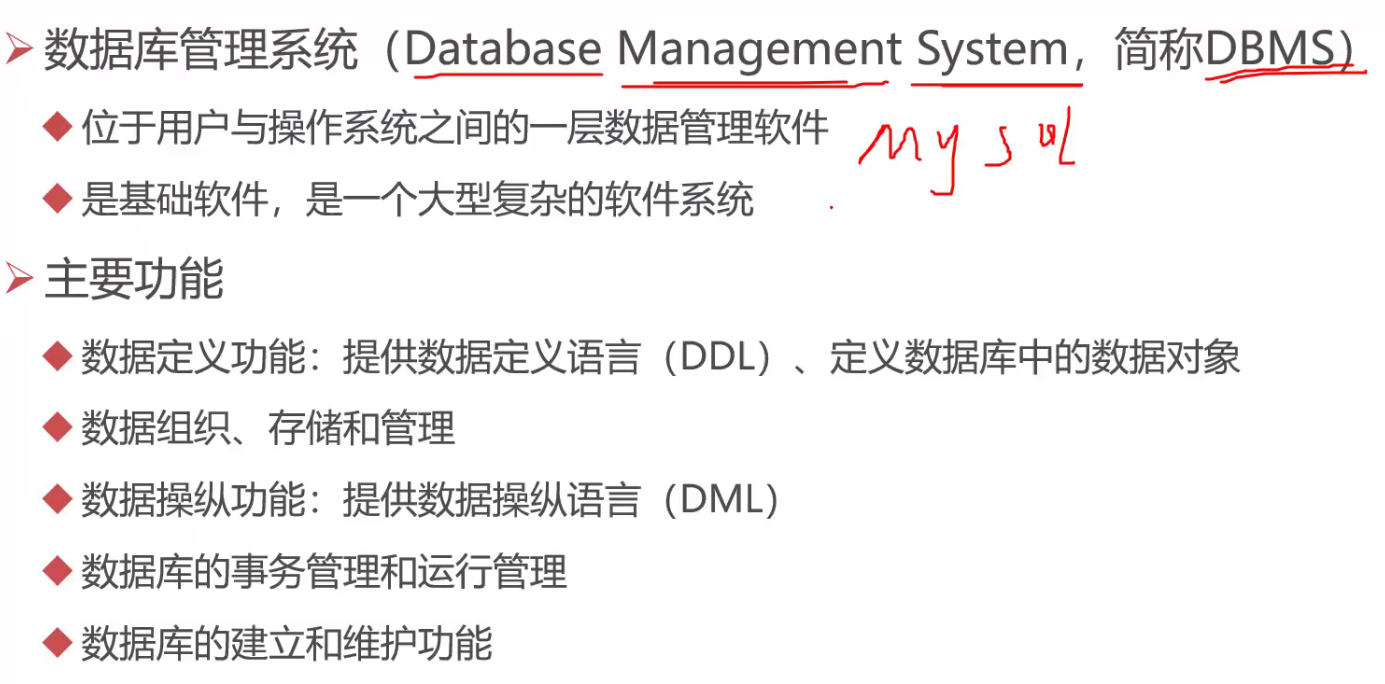 数据库管理系统（Database Management System，简称DBMS）
位于用户与操作系统之间的一层数据管理软件 Mysql
是基础软件，是一个大型复杂的软件系统
主要功能
数据定义功能：提供数据定义语言（DDL）、定义数据库中的数据对象
数据组织、存储和管理
数据操纵功能：提供数据操纵语言（DML）
数据库的事务管理和运行管理
数据库的建立和维护功能